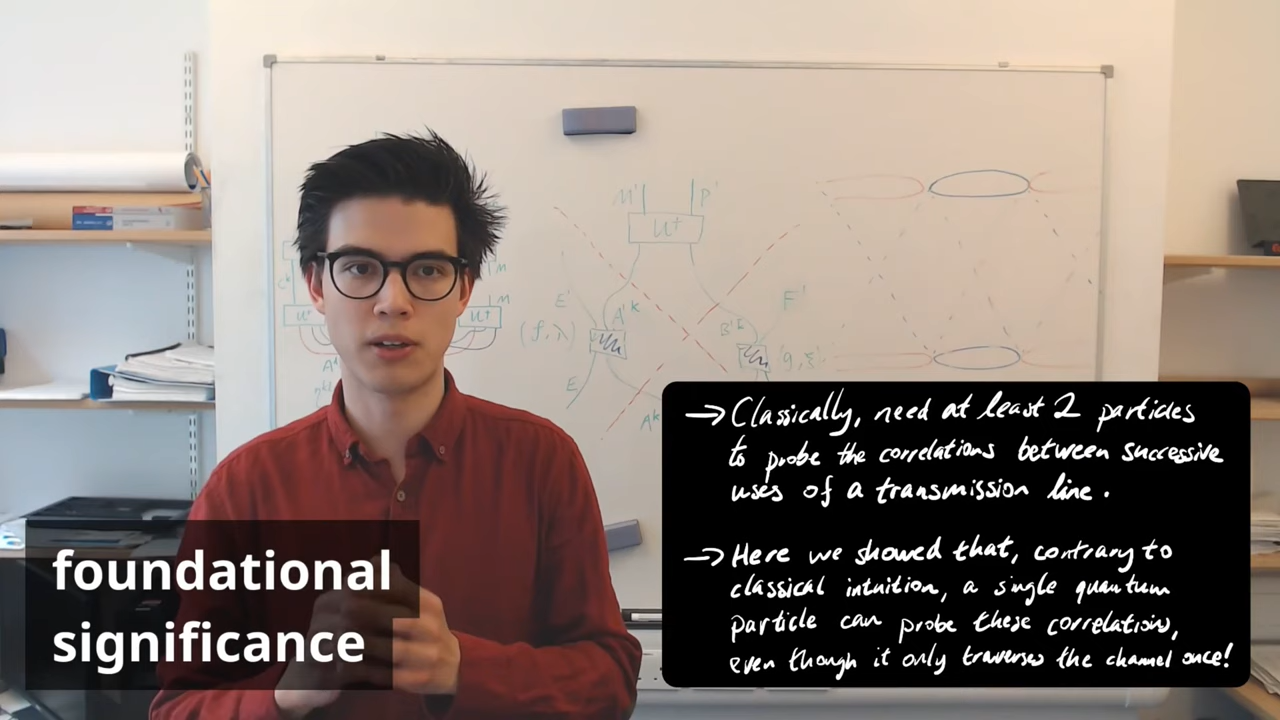 M' P'
U†
E' A'k
(f,λ)
E
Ak
F'
B'k
(g,ξ)
M
M
U†
→ Classically, need at least 2 particles
to probe the correlations between successive
uses of a transmission line.
→ Here we showed that, contrary to
classical intuition, a single quantum
particle can probe these correlations,
even though it only traverses the channel once!
foundational
significance